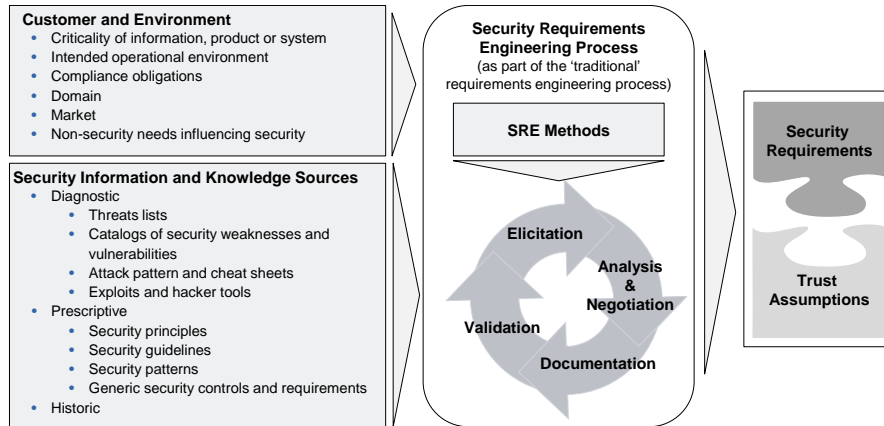 Customer and Environment
• Criticality of information, product or system
• Intended operational environment
• Compliance obligations
• Domain
• Market
• Non-security needs influencing security
Security Information and Knowledge Sources
• Diagnostic
• Threats lists
• Catalogs of security weaknesses and
vulnerabilities
• Attack pattern and cheat sheets
• Exploits and hacker tools
• Prescriptive
• Security principles
• Security guidelines
• Security patterns
• Generic security controls and requirements
• Historic
Security Requirements
Engineering Process
(as part of the ‘traditional’
requirements engineering process)
SRE Methods
Elicitation
Analysis
&
Negotiation
Documentation
Validation
Security
Requirements
Trust
Assumptions